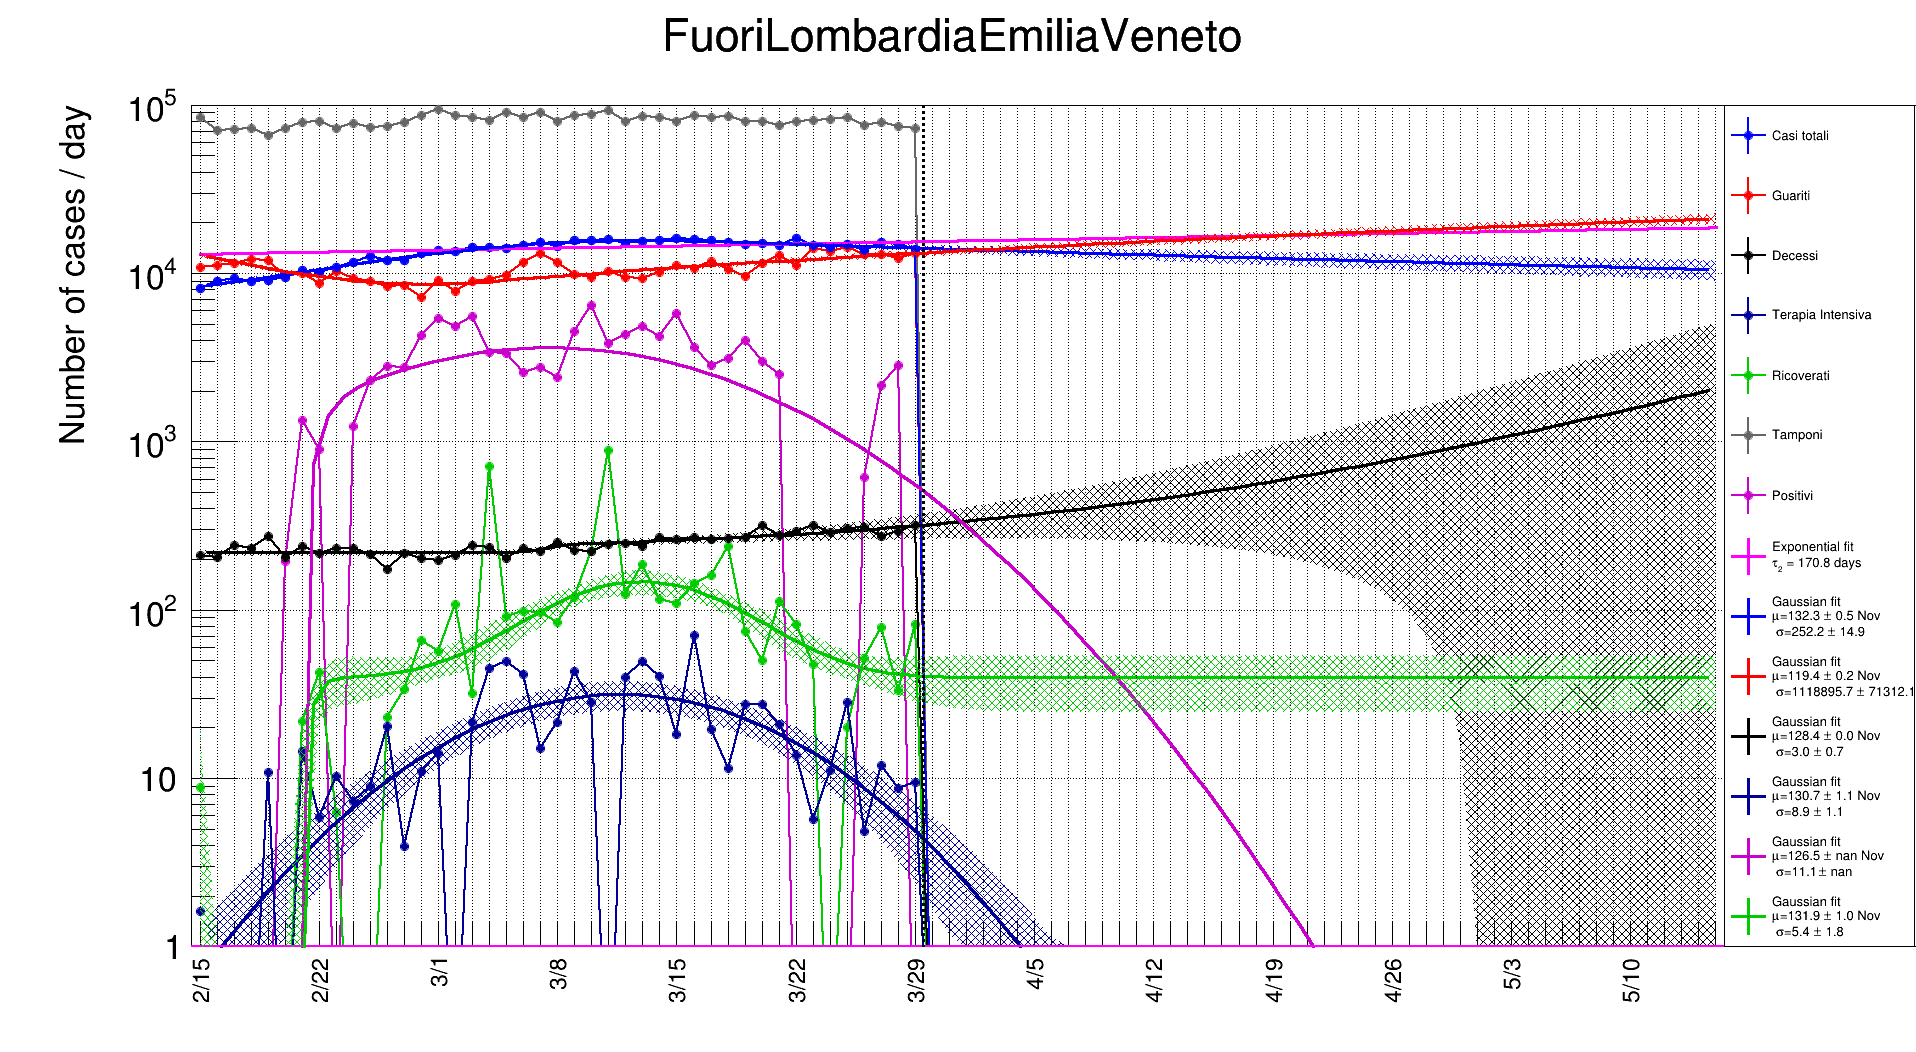 FuoriLombardiaEmiliaVeneto
Number of cases / day
10^5
10^4
10^3
10^2
10
1
2/15
2/22
3/1
3/8
3/15
3/22
3/29
4/5
4/12
4/19
4/26
5/3
5/10
Casi totali
Guariti
Decessi
Terapia Intensiva
Ricoverati
Tamponi
Positivi
Exponential fit
τ2 = 170.8 days
Gaussian fit
μ=132.3 ± 0.5 Nov
σ=252.2 ± 14.9
Gaussian fit
μ=119.4 ± 0.2 Nov
σ=1118895.7 ± 71312.1
Gaussian fit
μ=128.4 ± 0.0 Nov
σ=3.0 ± 0.7
Gaussian fit
μ=130.7 ± 1.1 Nov
σ=8.9 ± 1.1
Gaussian fit
μ=126.5 ± nan Nov
σ=11.1 ± nan
Gaussian fit
μ=131.9 ± 1.0 Nov
σ=5.4 ± 1.8